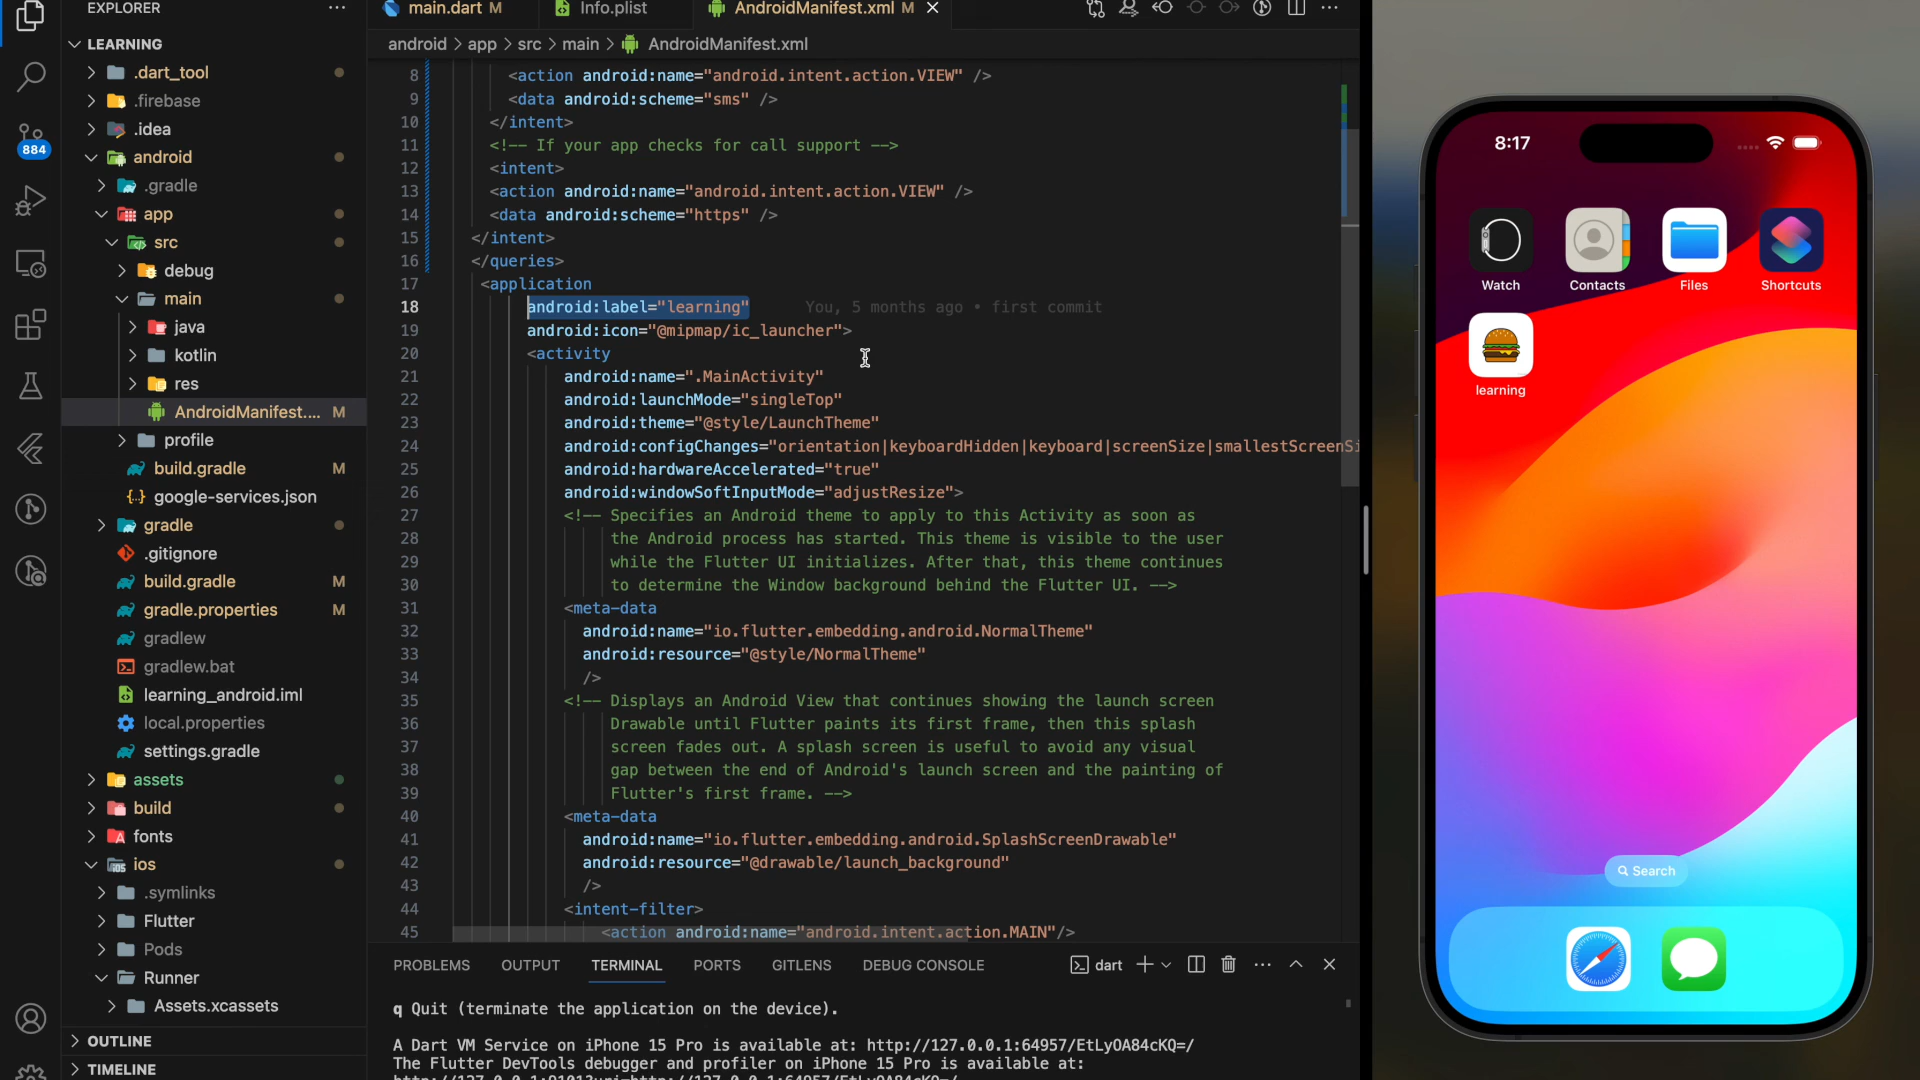 EXPLORER
main.dart M
Info.plist
AndroidManifest.xml M
LEARNING
android > app > src > main > AndroidManifest.xml
.dart_tool
.firebase
.idea
884
android
.gradle
app
src
debug
main
java
kotlin
res
AndroidManifest.... M
profile
build.gradle M
google-services.json
gradle
.gitignore
build.gradle M
gradle.properties M
gradlew
gradlew.bat
learning_android.iml
local.properties
settings.gradle
assets
build
fonts
ios
.symlinks
Flutter
Pods
Runner
Assets.xcassets
OUTLINE
TIMELINE
8 <action android:name="android.intent.action.VIEW" />
9 <data android:scheme="sms" />
10 </intent>
11 <!-- If your app checks for call support -->
12 <intent>
13 <action android:name="android.intent.action.VIEW" />
14 <data android:scheme="https" />
15 </intent>
16 </queries>
17 <application
18 android:label="learning" You, 5 months ago • first commit
19 android:icon="@mipmap/ic_launcher">
20 <activity
21 android:name=".MainActivity"
22 android:launchMode="singleTop"
23 android:theme="@style/LaunchTheme"
24 android:configChanges="orientation|keyboardHidden|keyboard|screenSize|smallestScreenSi
25 android:hardwareAccelerated="true"
26 android:windowSoftInputMode="adjustResize">
27 <!-- Specifies an Android theme to apply to this Activity as soon as
28 the Android process has started. This theme is visible to the user
29 while the Flutter UI initializes. After that, this theme continues
30 to determine the Window background behind the Flutter UI. -->
31 <meta-data
32 android:name="io.flutter.embedding.android.NormalTheme"
33 android:resource="@style/NormalTheme"
34 />
35 <!-- Displays an Android View that continues showing the launch screen
36 Drawable until Flutter paints its first frame, then this splash
37 screen fades out. A splash screen is useful to avoid any visual
38 gap between the end of Android's launch screen and the painting of
39 Flutter's first frame. -->
40 <meta-data
41 android:name="io.flutter.embedding.android.SplashScreenDrawable"
42 android:resource="@drawable/launch_background"
43 />
44 <intent-filter>
45 <action android:name="android.intent.action.MAIN"/>
PROBLEMS OUTPUT TERMINAL PORTS GITLENS DEBUG CONSOLE
dart
q Quit (terminate the application on the device).
A Dart VM Service on iPhone 15 Pro is available at: http://127.0.0.1:64957/EtLyOA84cKQ=/
The Flutter DevTools debugger and profiler on iPhone 15 Pro is available at:
8:17
Watch
Contacts
Files
Shortcuts
learning
Search